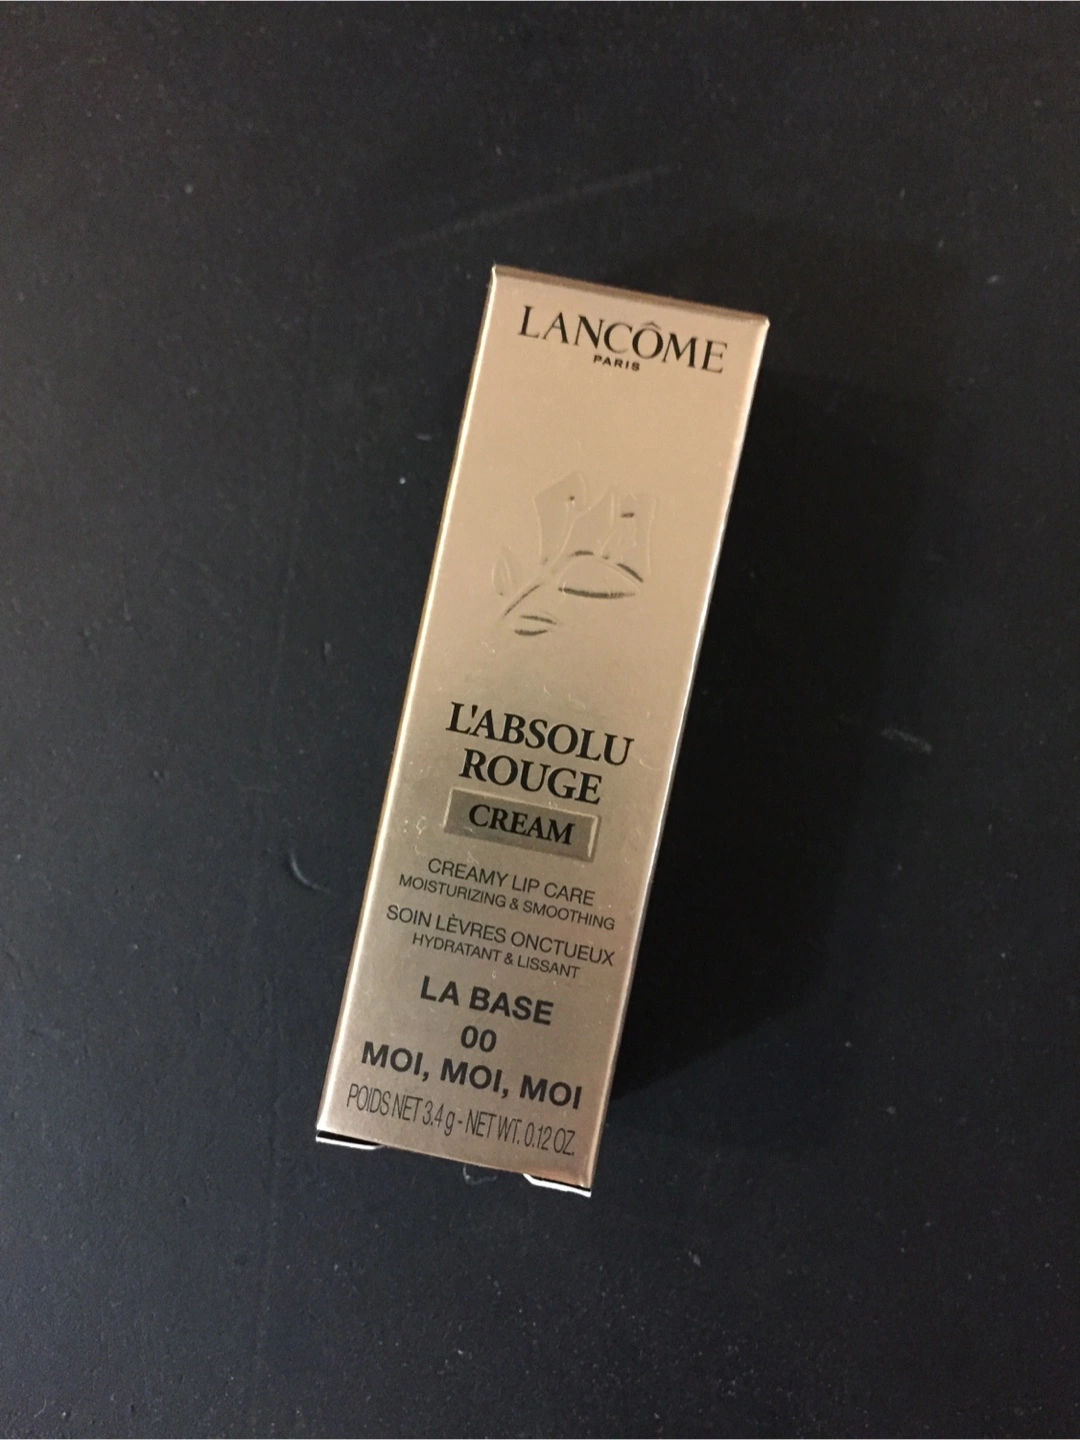 LANCÔME
PARIS
L'ABSOLU
ROUGE
CREAM
CREAMY LIP CARE
MOISTURIZING & SMOOTHING
SOIN LÈVRES ONCTUEUX
HYDRATANT & LISSANT
LA BASE
00
MOI, MOI, MOI
POIDS NET 3.4 g - NET WT. 0.12 OZ.